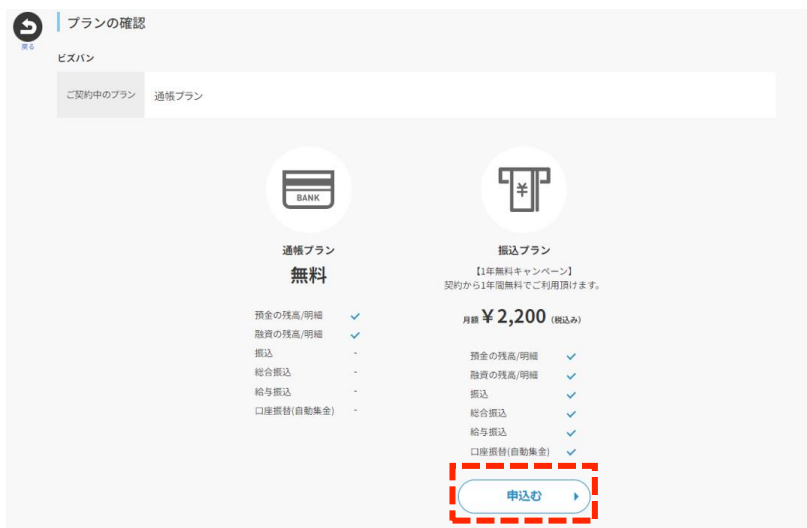 プランの確認
戻る
ビズバン
ご契約中のプラン 通帳プラン
BANK
通帳プラン
無料
預金の残高/明細
融資の残高/明細
振込 -
総合振込 -
給与振込 -
口座振替(自動集金) -
¥
振込プラン
【1年無料キャンペーン】
契約から1年間無料でご利用頂けます。
月額 ¥2,200 (税込み)
預金の残高/明細
融資の残高/明細
振込
総合振込
給与振込
口座振替(自動集金)
申込む